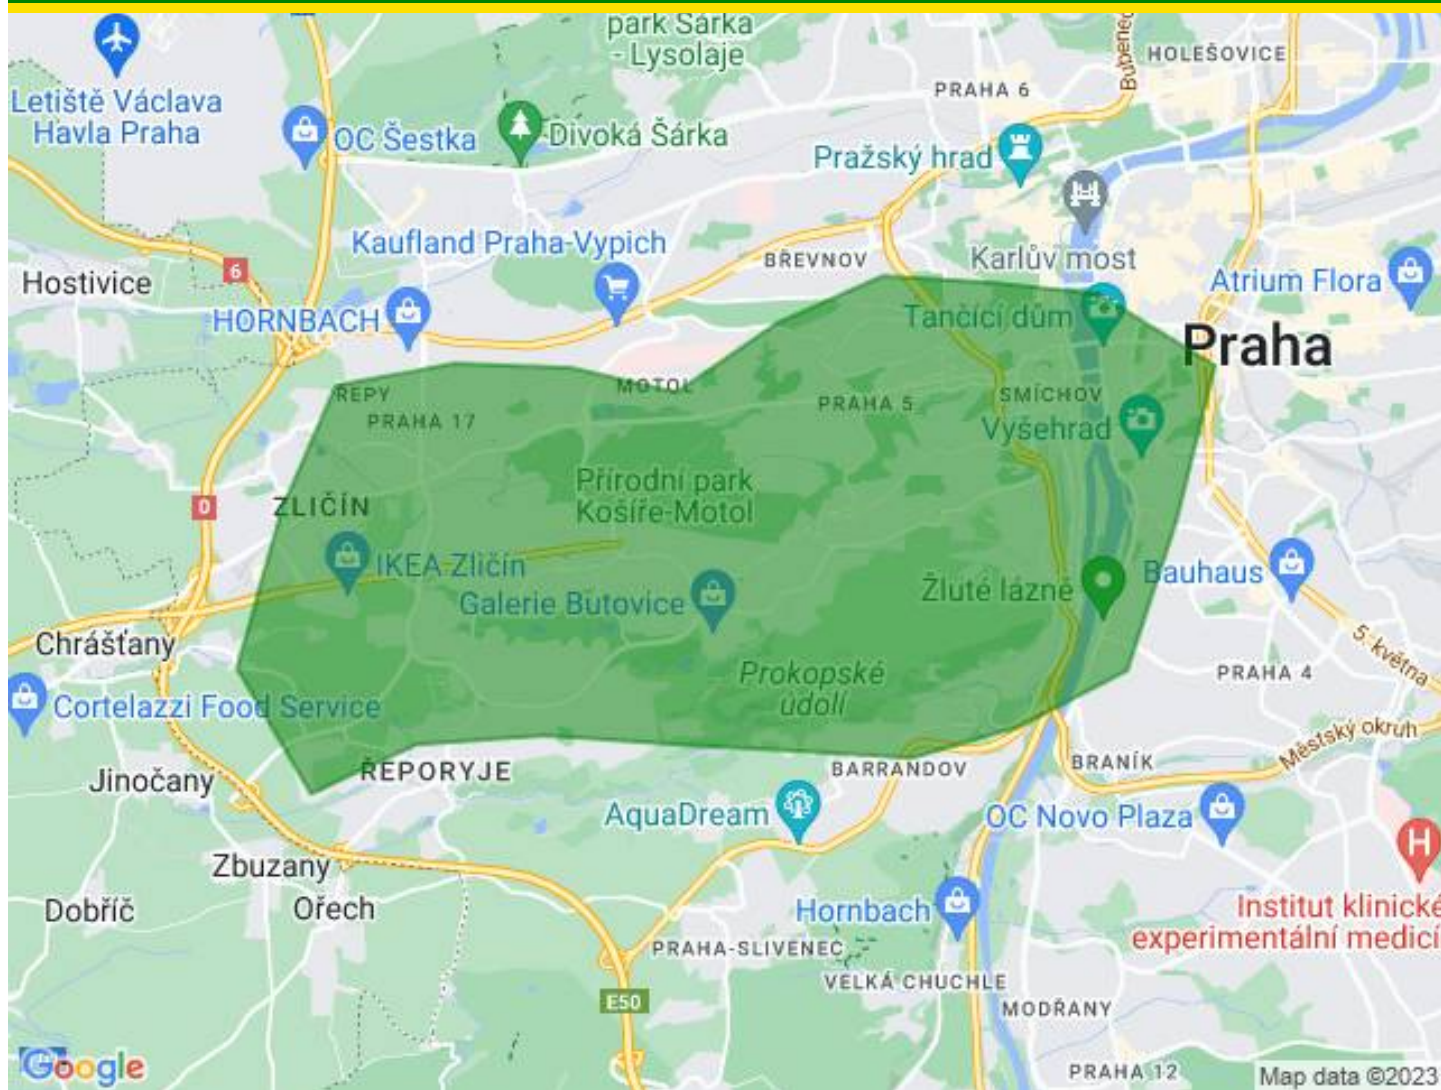 park Šárka
- Lysolaje
HOLEŠOVICE
Bubeneč
PRAHA 6
Letiště Václava
Havla Praha
OC Šestka
Divoká Šárka
Pražský hrad
Kaufland Praha-Vypich
BŘEVNOV
Karlův most
Hostivice
6
Atrium Flora
HORNBACH
Tančící dům
Praha
ŘEPY
MOTOL
PRAHA 17
PRAHA 5
SMÍCHOV
Vyšehrad
Přírodní park
Košíře-Motol
0
ZLIČÍN
IKEA Zličín
Bauhaus
Galerie Butovice
Žluté lázně
Chrášťany
5. května
Prokopské
údolí
PRAHA 4
Cortelazzi Food Service
Městský okruh
Jinočany
ŘEPORYJE
BARRANDOV
BRANÍK
AquaDream
OC Novo Plaza
H
Zbuzany
Dobříč
Ořech
Hornbach
Institut klinické
experimentální medicí
PRAHA-SLIVENEC
VELKÁ CHUCHLE
E50
MODŘANY
Google
PRAHA 12
Map data ©2023